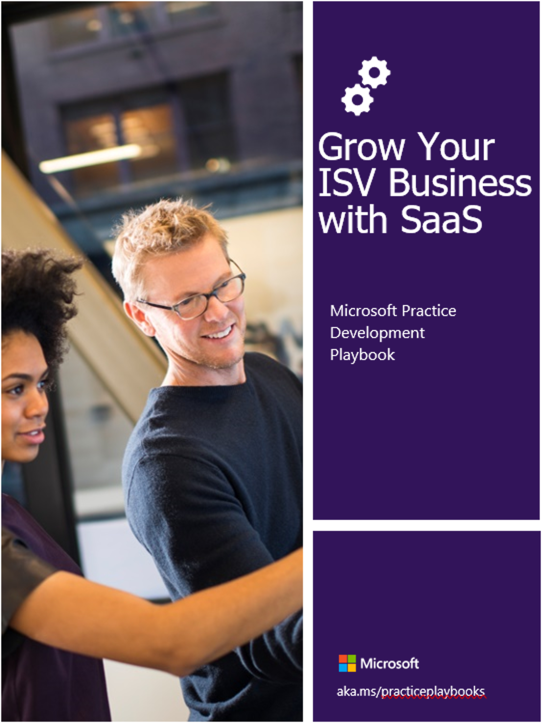 Grow Your
ISV Business
with SaaS
Microsoft Practice
Development
Playbook
Microsoft
aka.ms/practiceplaybooks